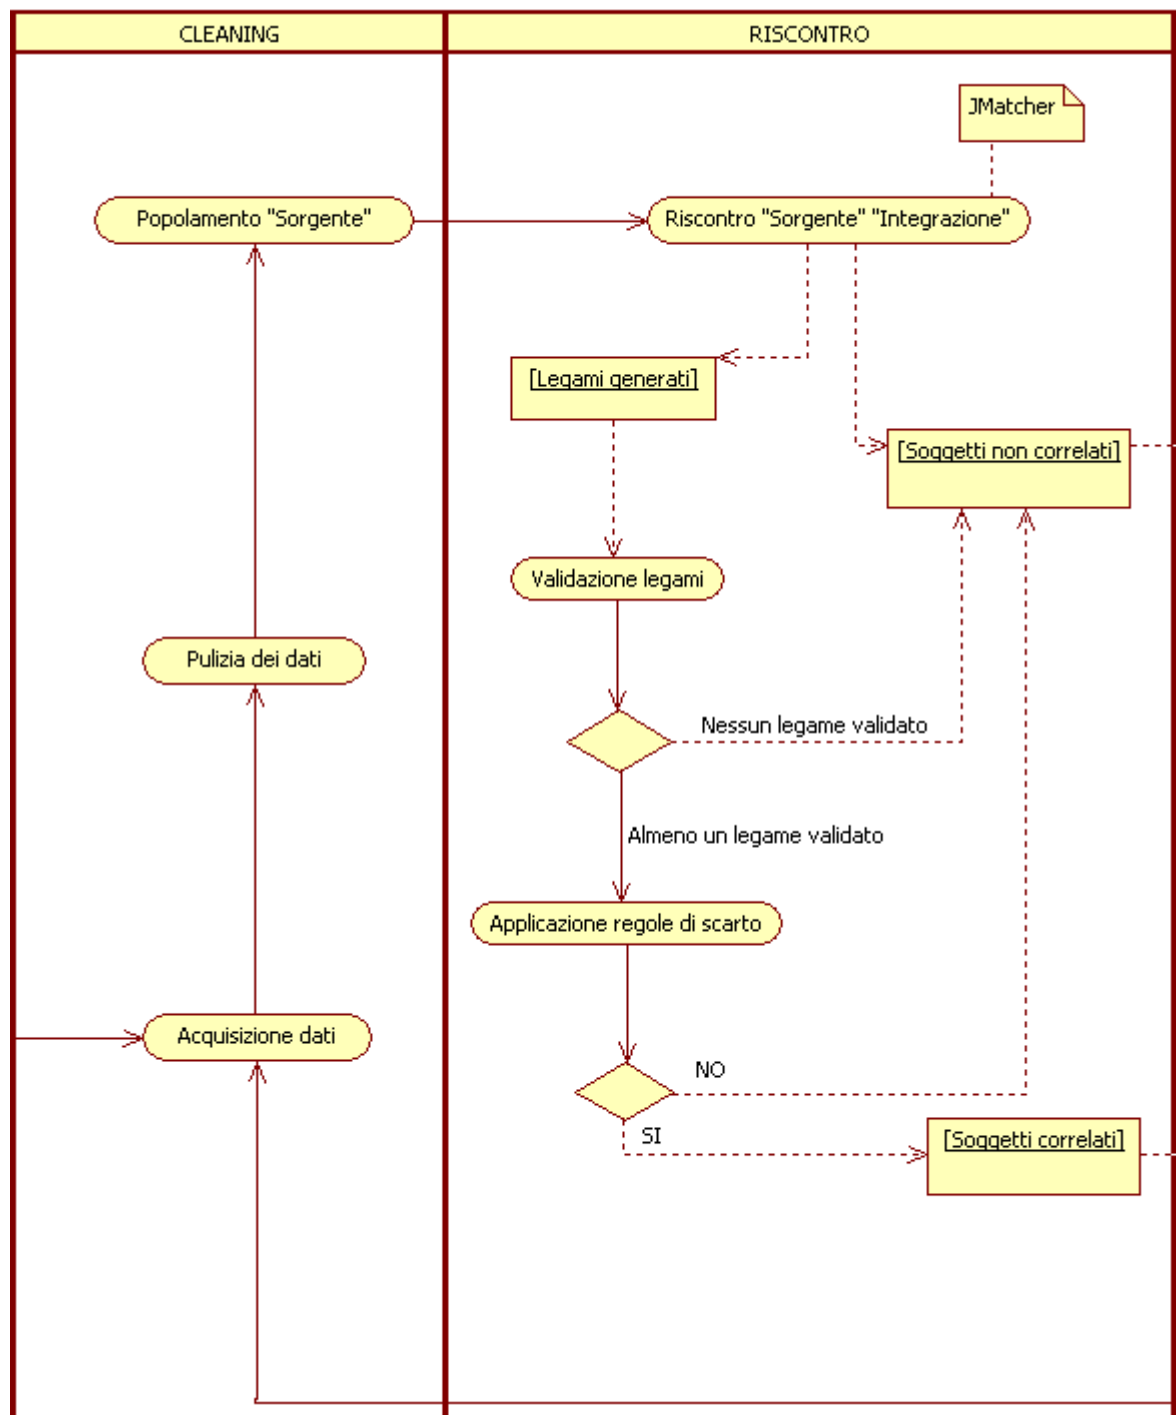 CLEANING
RISCONTRO
JMatcher
Popolamento "Sorgente"
Riscontro "Sorgente" "Integrazione"
[Legami generati]
[Soggetti non correlati]
Validazione legami
Pulizia dei dati
Nessun legame validato
Almeno un legame validato
Applicazione regole di scarto
Acquisizione dati
NO
SI
[Soggetti correlati]